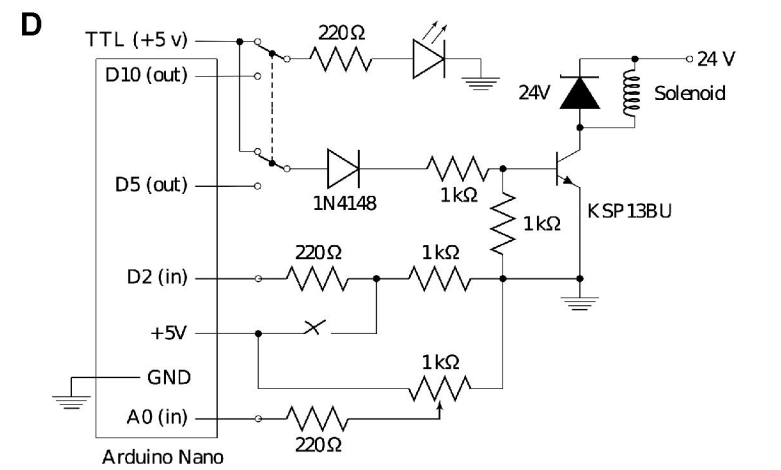 D
TTL (+5 v)
220Ω
24 V
D10 (out)
24V
Solenoid
D5 (out)
1N4148
1kΩ
1kΩ
KSP13BU
220Ω
1kΩ
D2 (in)
+5V
1kΩ
GND
A0 (in)
220Ω
Arduino Nano